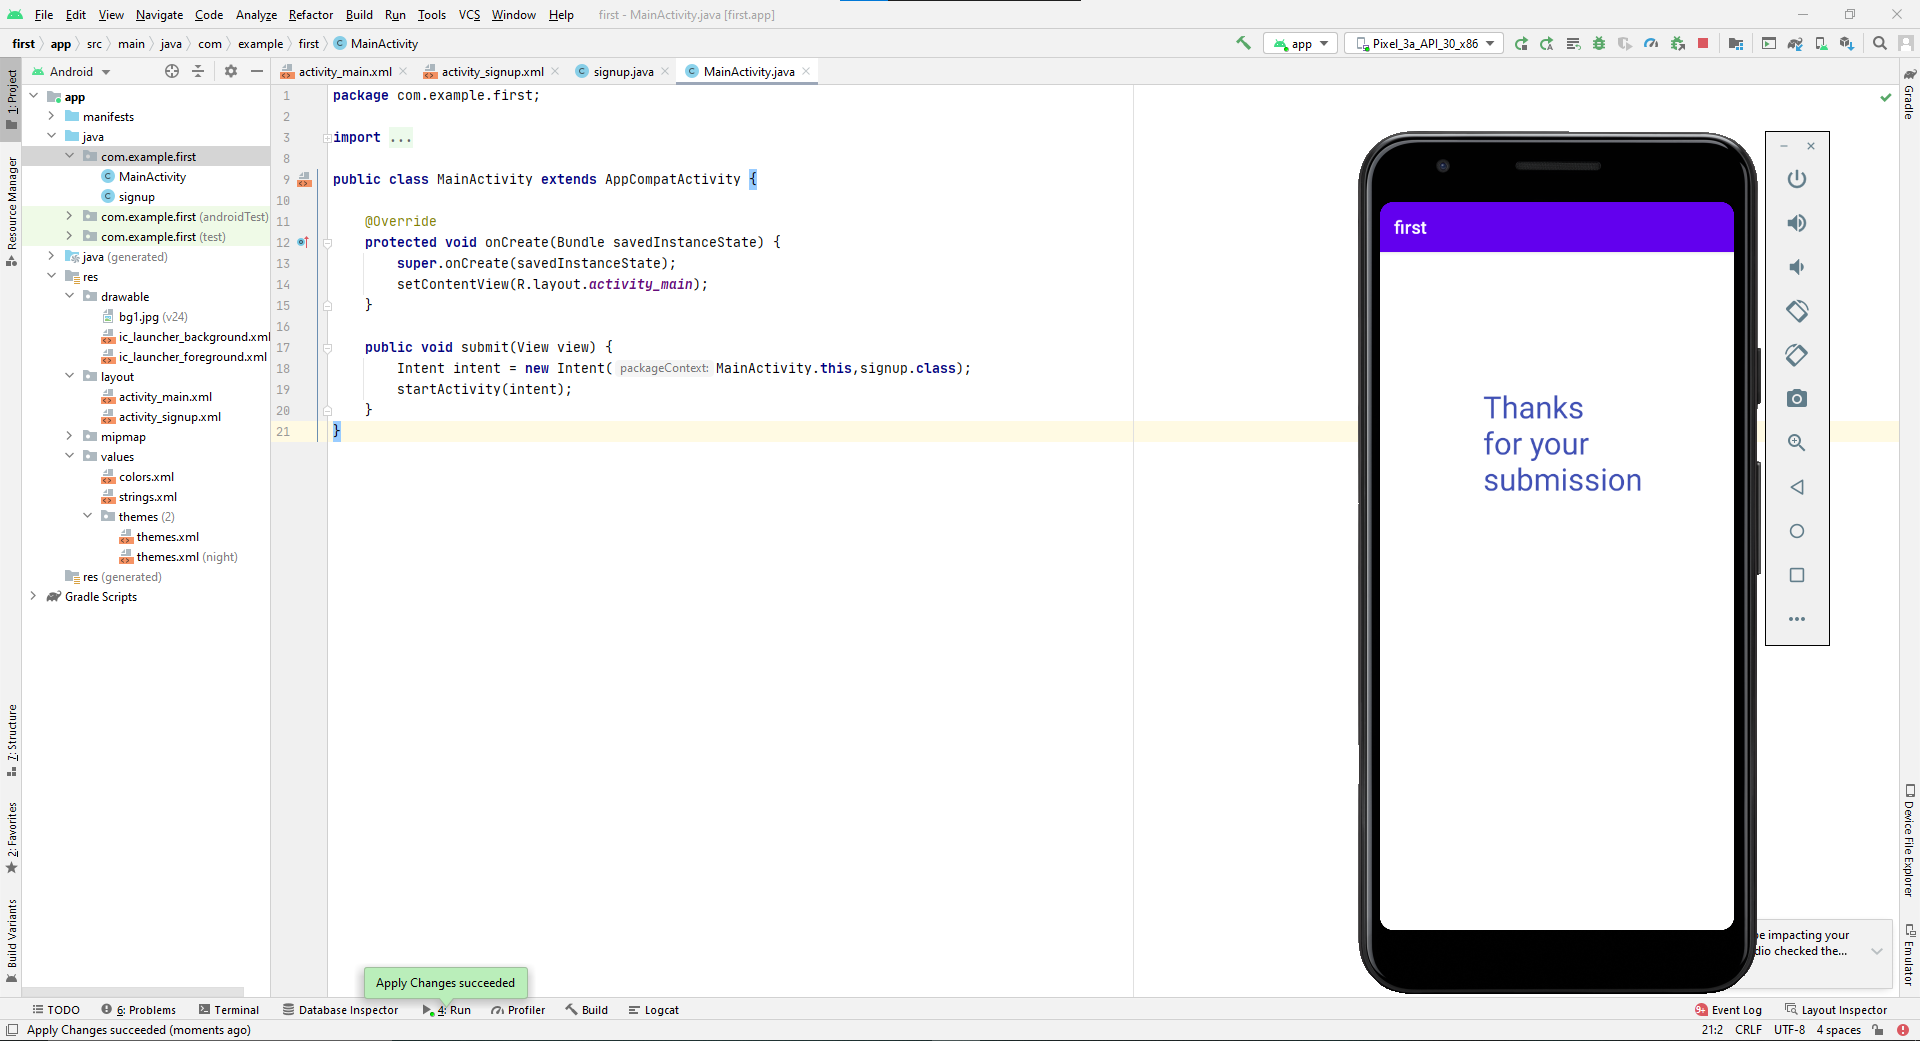 File Edit View Navigate Code Analyze Refactor Build Run Tools VCS Window Help first - MainActivity.java [first.app]
first app src main java com example first MainActivity
app Pixel_3a_API_30_x86
Android
activity_main.xml activity_signup.xml signup.java MainActivity.java
1: Project
Resource Manager
7: Structure
2: Favorites
Build Variants
app
manifests
java
com.example.first
MainActivity
signup
com.example.first (androidTest)
com.example.first (test)
java (generated)
res
drawable
bg1.jpg (v24)
ic_launcher_background.xml
ic_launcher_foreground.xml
layout
activity_main.xml
activity_signup.xml
mipmap
values
colors.xml
strings.xml
themes (2)
themes.xml
themes.xml (night)
res (generated)
Gradle Scripts
1 package com.example.first;
2
3 import ...
8
9 public class MainActivity extends AppCompatActivity {
10
11 @Override
12 protected void onCreate(Bundle savedInstanceState) {
13 super.onCreate(savedInstanceState);
14 setContentView(R.layout.activity_main);
15 }
16
17 public void submit(View view) {
18 Intent intent = new Intent( packageContext: MainActivity.this,signup.class);
19 startActivity(intent);
20 }
21 }
first
Thanks
for your
submission
Gradle
Device File Explorer
Emulator
be impacting your
dio checked the...
Apply Changes succeeded
TODO 6: Problems Terminal Database Inspector 4: Run Profiler Build Logcat 9+ Event Log Layout Inspector
Apply Changes succeeded (moments ago) 21:2 CRLF UTF-8 4 spaces